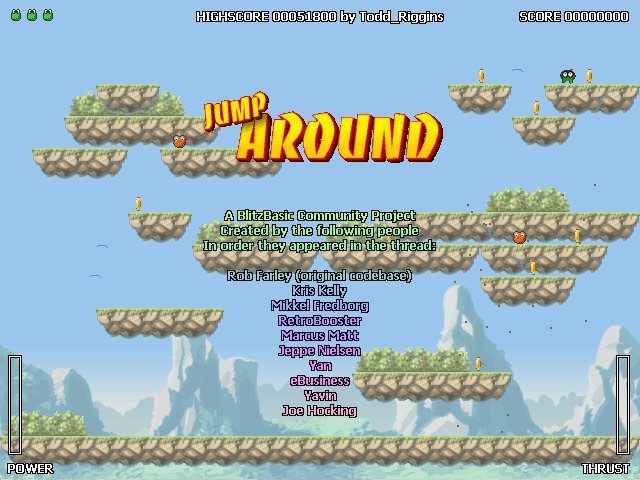 HIGHSCORE 00051800 by Todd_Riggins
SCORE 00000000
JUMP
AROUND
A BlitzBasic Community Project
Created by the following people
In order they appeared in the thread:
Rob Farley (original codebase)
Kris Kelly
Mikkel Fredborg
RetroBooster
Marcus Matt
Jeppe Nielsen
Yan
eBusiness
Yavin
Joe Hocking
POWER
THRUST